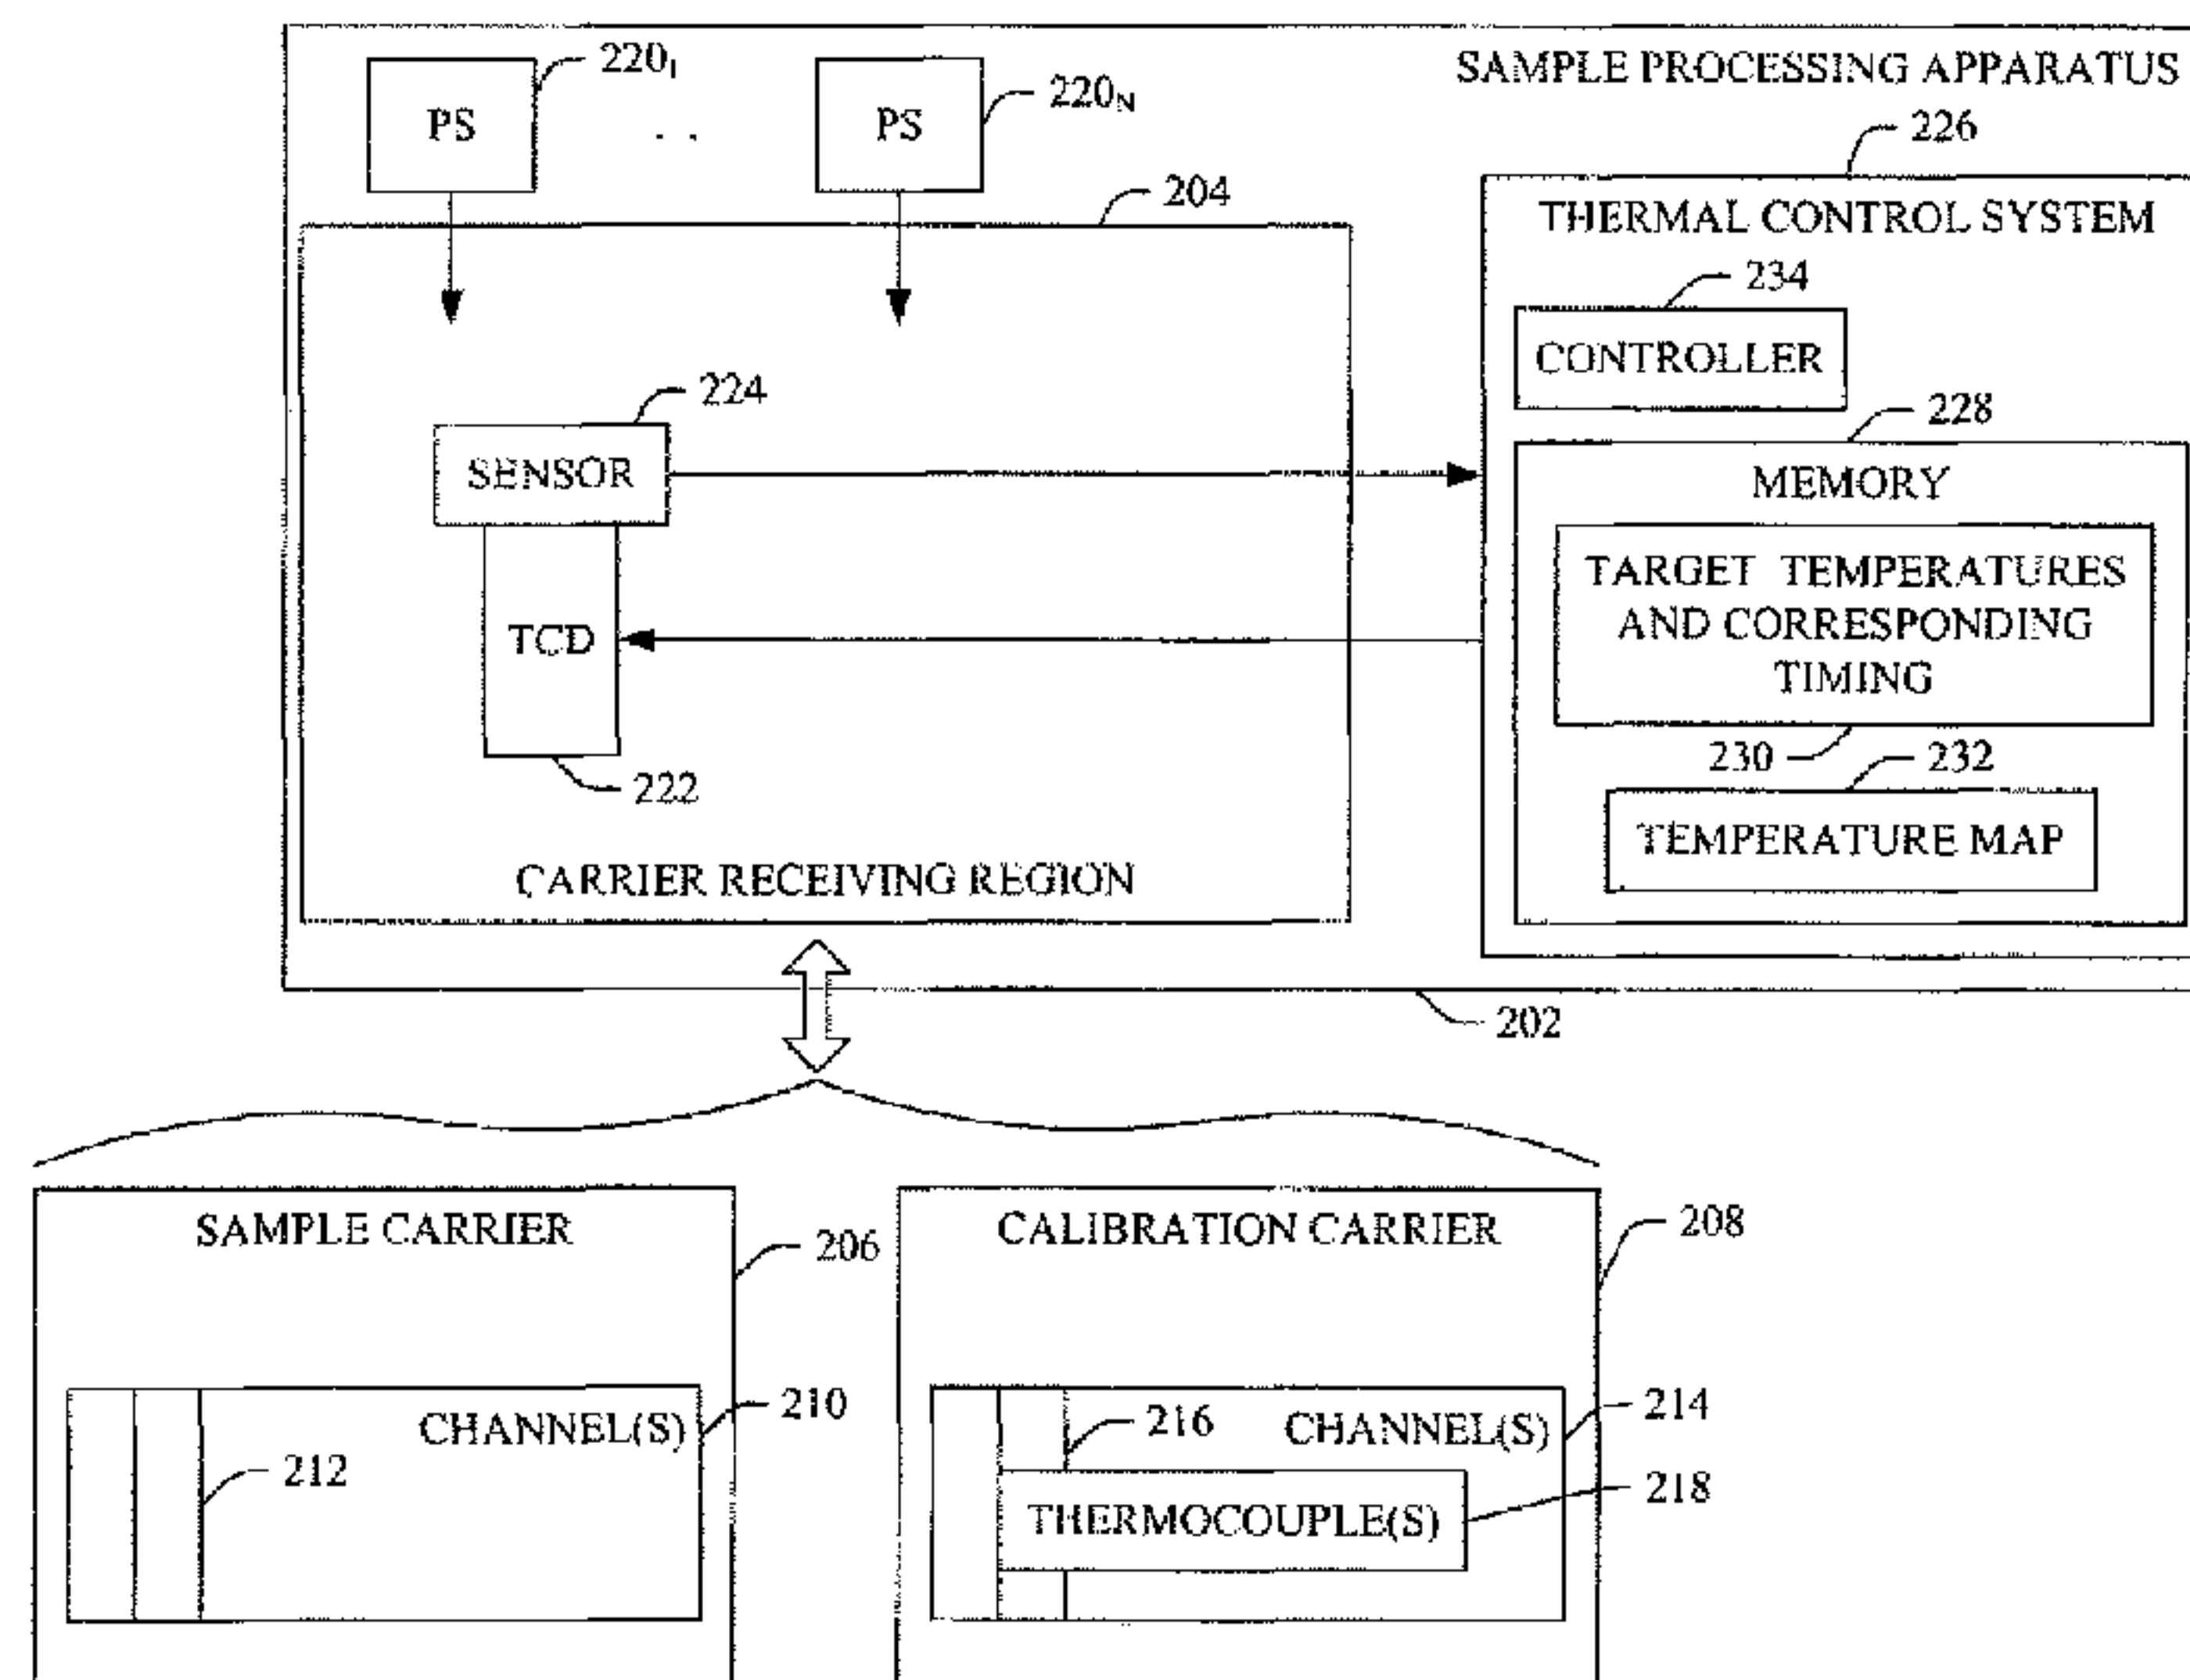 SAMPLE PROCESSING APPARATUS
PS
220₁
. .
PS
220N
226
204
THERMAL CONTROL SYSTEM
234
CONTROLLER
224
SENSOR
228
MEMORY
TARGET TEMPERATURES
AND CORRESPONDING
TIMING
TCD
222
230
232
TEMPERATURE MAP
CARRIER RECEIVING REGION
202
SAMPLE CARRIER
206
CALIBRATION CARRIER
208
CHANNEL(S)
210
212
216
CHANNEL(S)
214
THERMOCOUPLE(S)
218